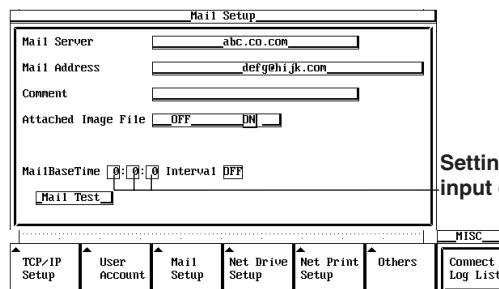 Mail Setup
Mail Server abc.co.com
Mail Address defg@hijk.com
Comment
Attached Image File OFF ON
MailBaseTime 0: 0: 0 Interval OFF
Mail Test
input
MISC
TCP/IP Setup
User Account
Mail Setup
Net Drive Setup
Net Print Setup
Others
Connect Log List